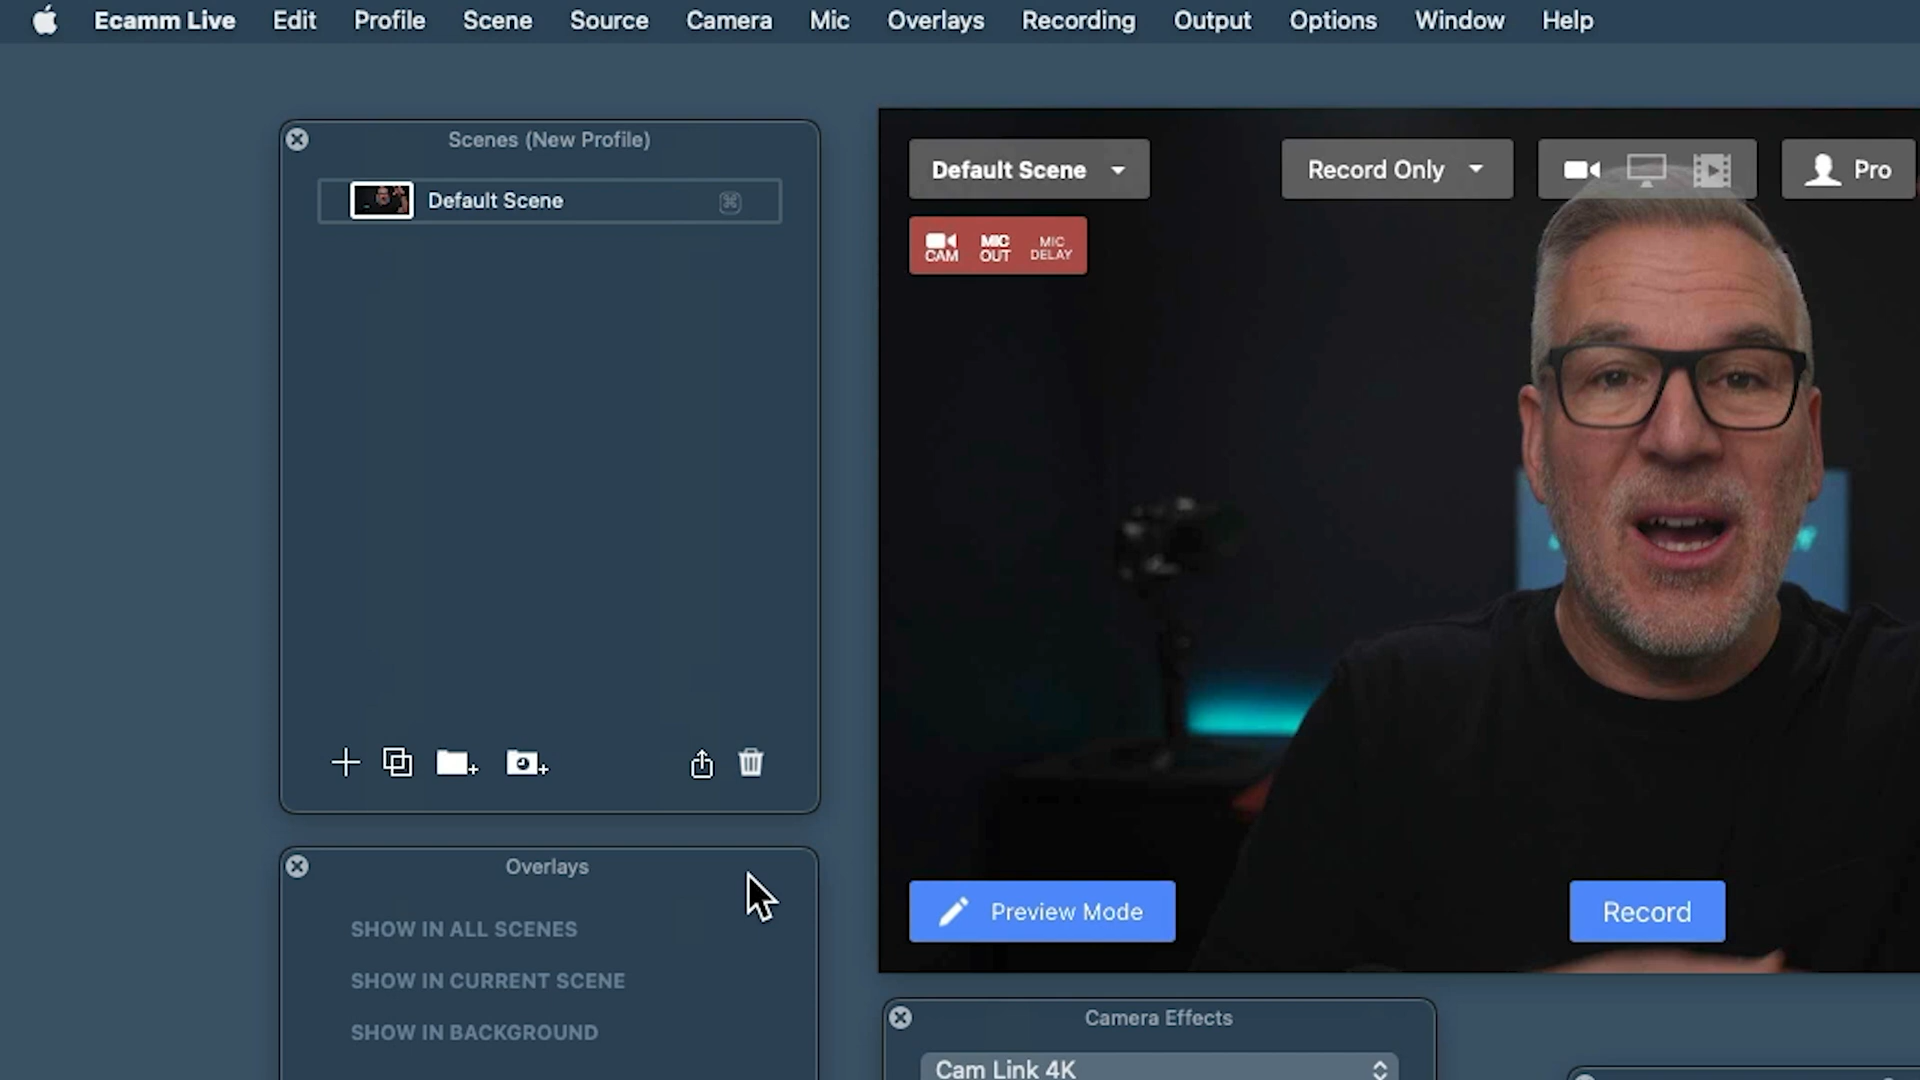 Ecamm Live Edit Profile Scene Source Camera Mic Overlays Recording Output Options Window Help
Scenes (New Profile)
Default Scene
Default Scene
Record Only
Pro
CAM
MIC OUT
MIC DELAY
Preview Mode
Record
Overlays
SHOW IN ALL SCENES
SHOW IN CURRENT SCENE
SHOW IN BACKGROUND
Camera Effects
Cam Link 4K